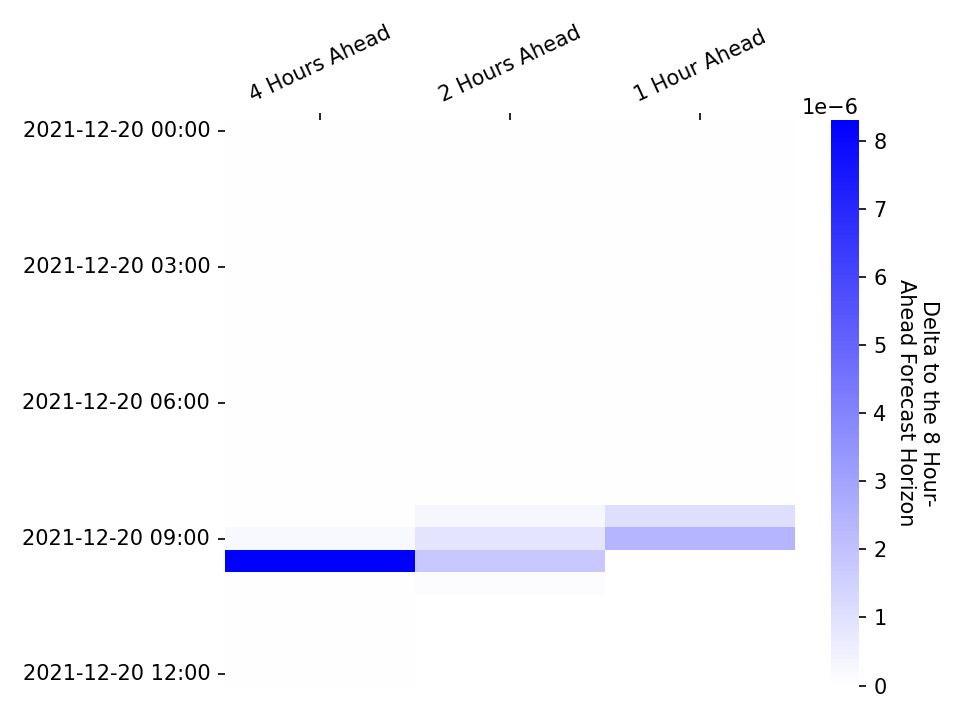 4 Hours Ahead
2 Hours Ahead
1 Hour Ahead
1e−6
2021-12-20 00:00
2021-12-20 03:00
2021-12-20 06:00
2021-12-20 09:00
2021-12-20 12:00
8
7
6
5
4
3
2
1
0
Delta to the 8 Hour-
Ahead Forecast Horizon